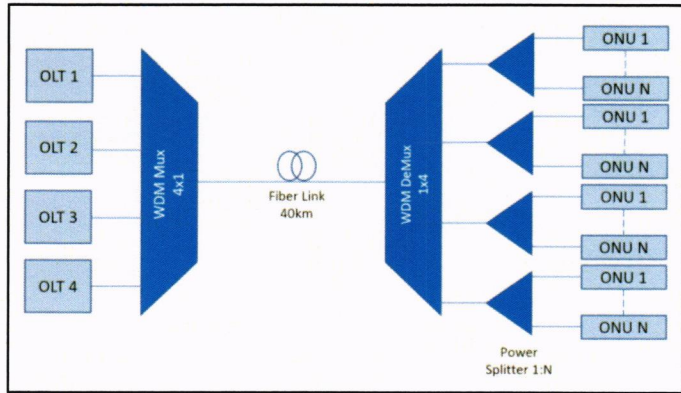 OLT 1
OLT 2
OLT 3
OLT 4
WDM Mux
4x1
Fiber Link
40km
WDM DeMux
1x4
ONU 1
ONU N
ONU 1
ONU N
ONU 1
ONU N
ONU 1
ONU N
Power
Splitter 1:N